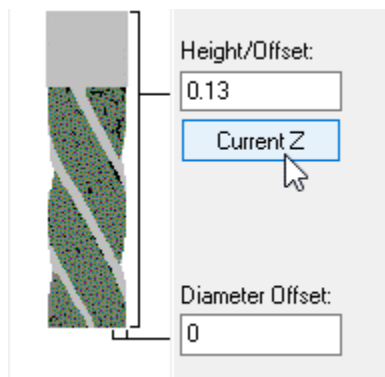 Height/Offset:
0.13
Current Z
Diameter Offset:
0